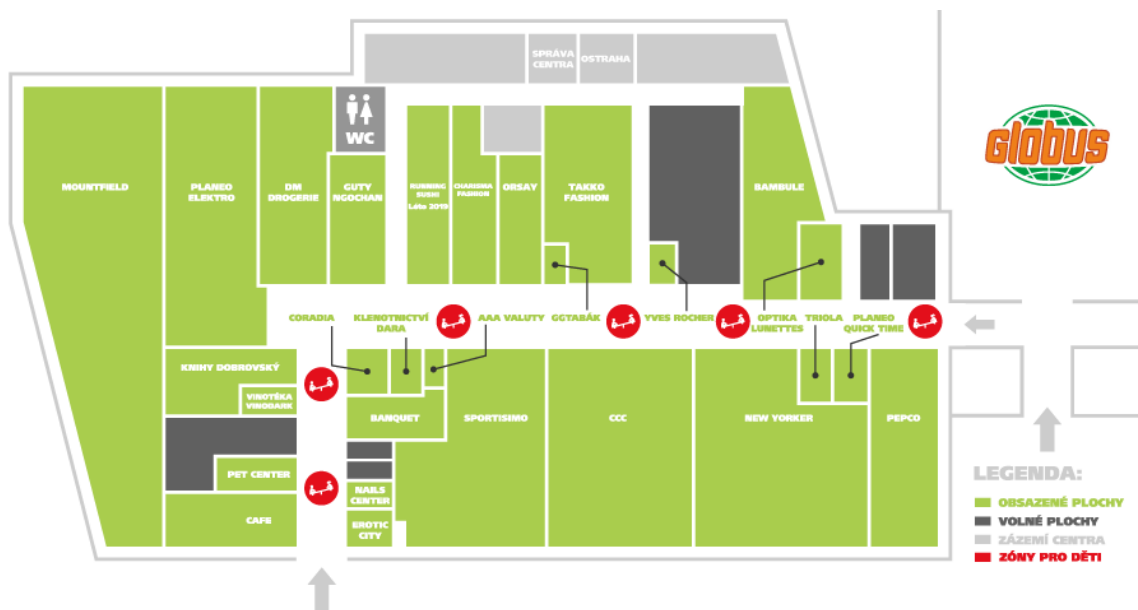 SPRÁVA
CENTRA
OSTRAHA
Globus
WC
MOUNTFIELD
PLANEO
ELEKTRO
DM
DROGERIE
GUTY
NGOCHAN
RUNNING
SUSHI
Léto 2019
CHARISMA
FASHION
ORSAY
TAKKO
FASHION
BAMBULE
CORADIA
KLENOTNICTVÍ
DARA
AAA VALUTY
GGTABÁK
YVES ROCHER
OPTIKA
LUNETTES
TRIOLA
PLANEO
QUICK TIME
KNIHY DOBROVSKÝ
VINOTÉKA
VINODARK
BANQUET
SPORTISIMO
CCC
NEW YORKER
PEPCO
PET CENTER
NAILS
CENTER
CAFE
EROTIC
CITY
LEGENDA:
OBSAZENÉ PLOCHY
VOLNÉ PLOCHY
ZÁZEMÍ CENTRA
ZÓNY PRO DĚTI